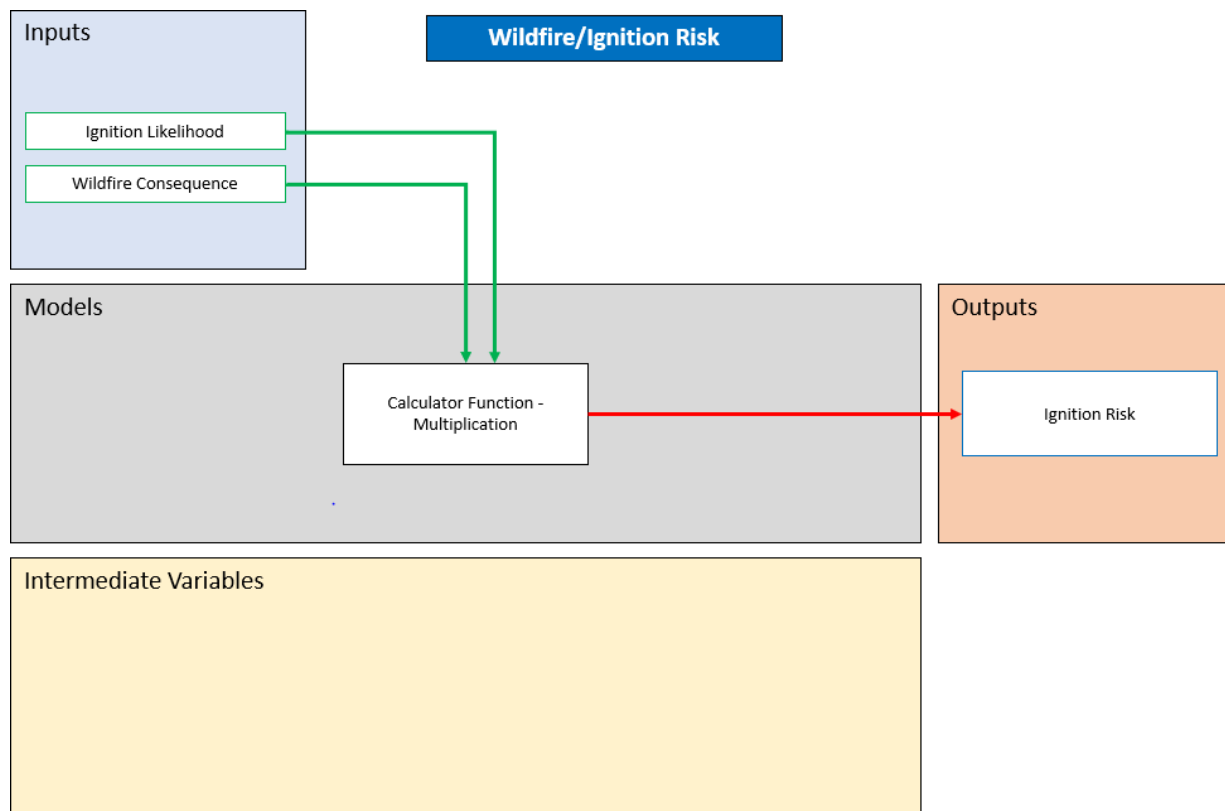 Inputs
Wildfire/Ignition Risk
Ignition Likelihood
Wildfire Consequence
Models
Outputs
Calculator Function -
Multiplication
Ignition Risk
Intermediate Variables